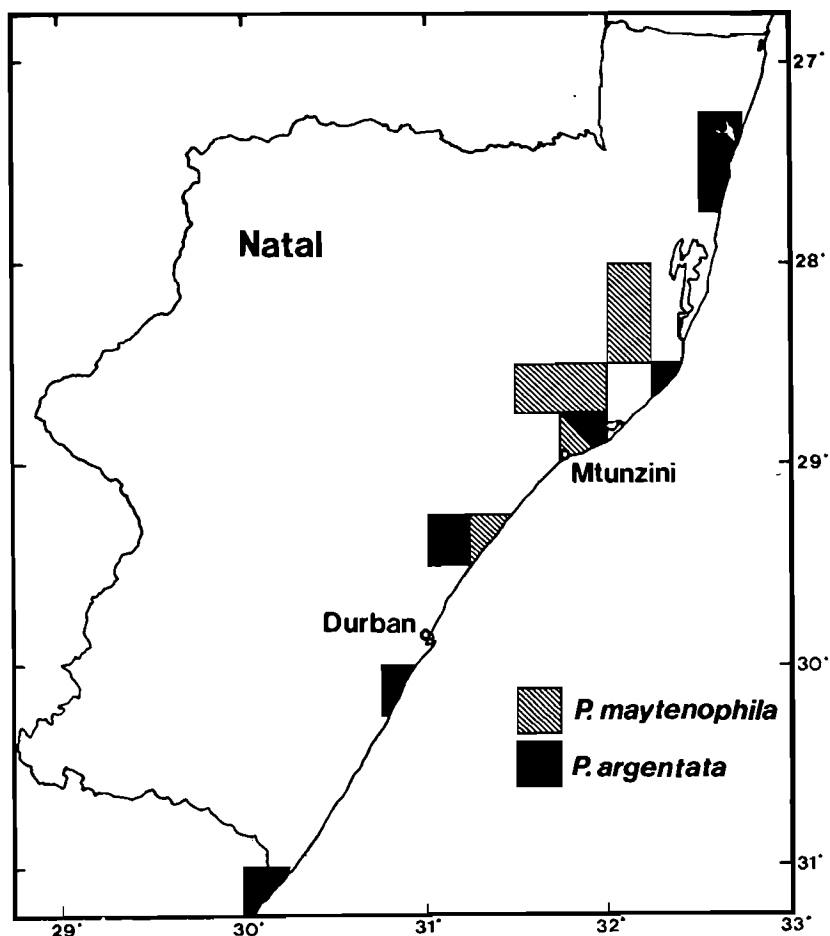 27°
Natal
28°
29°
Mtunzini
Durban
30°
P. maytenophila
P. argentata
31°
29°
30°
31°
32°
33°